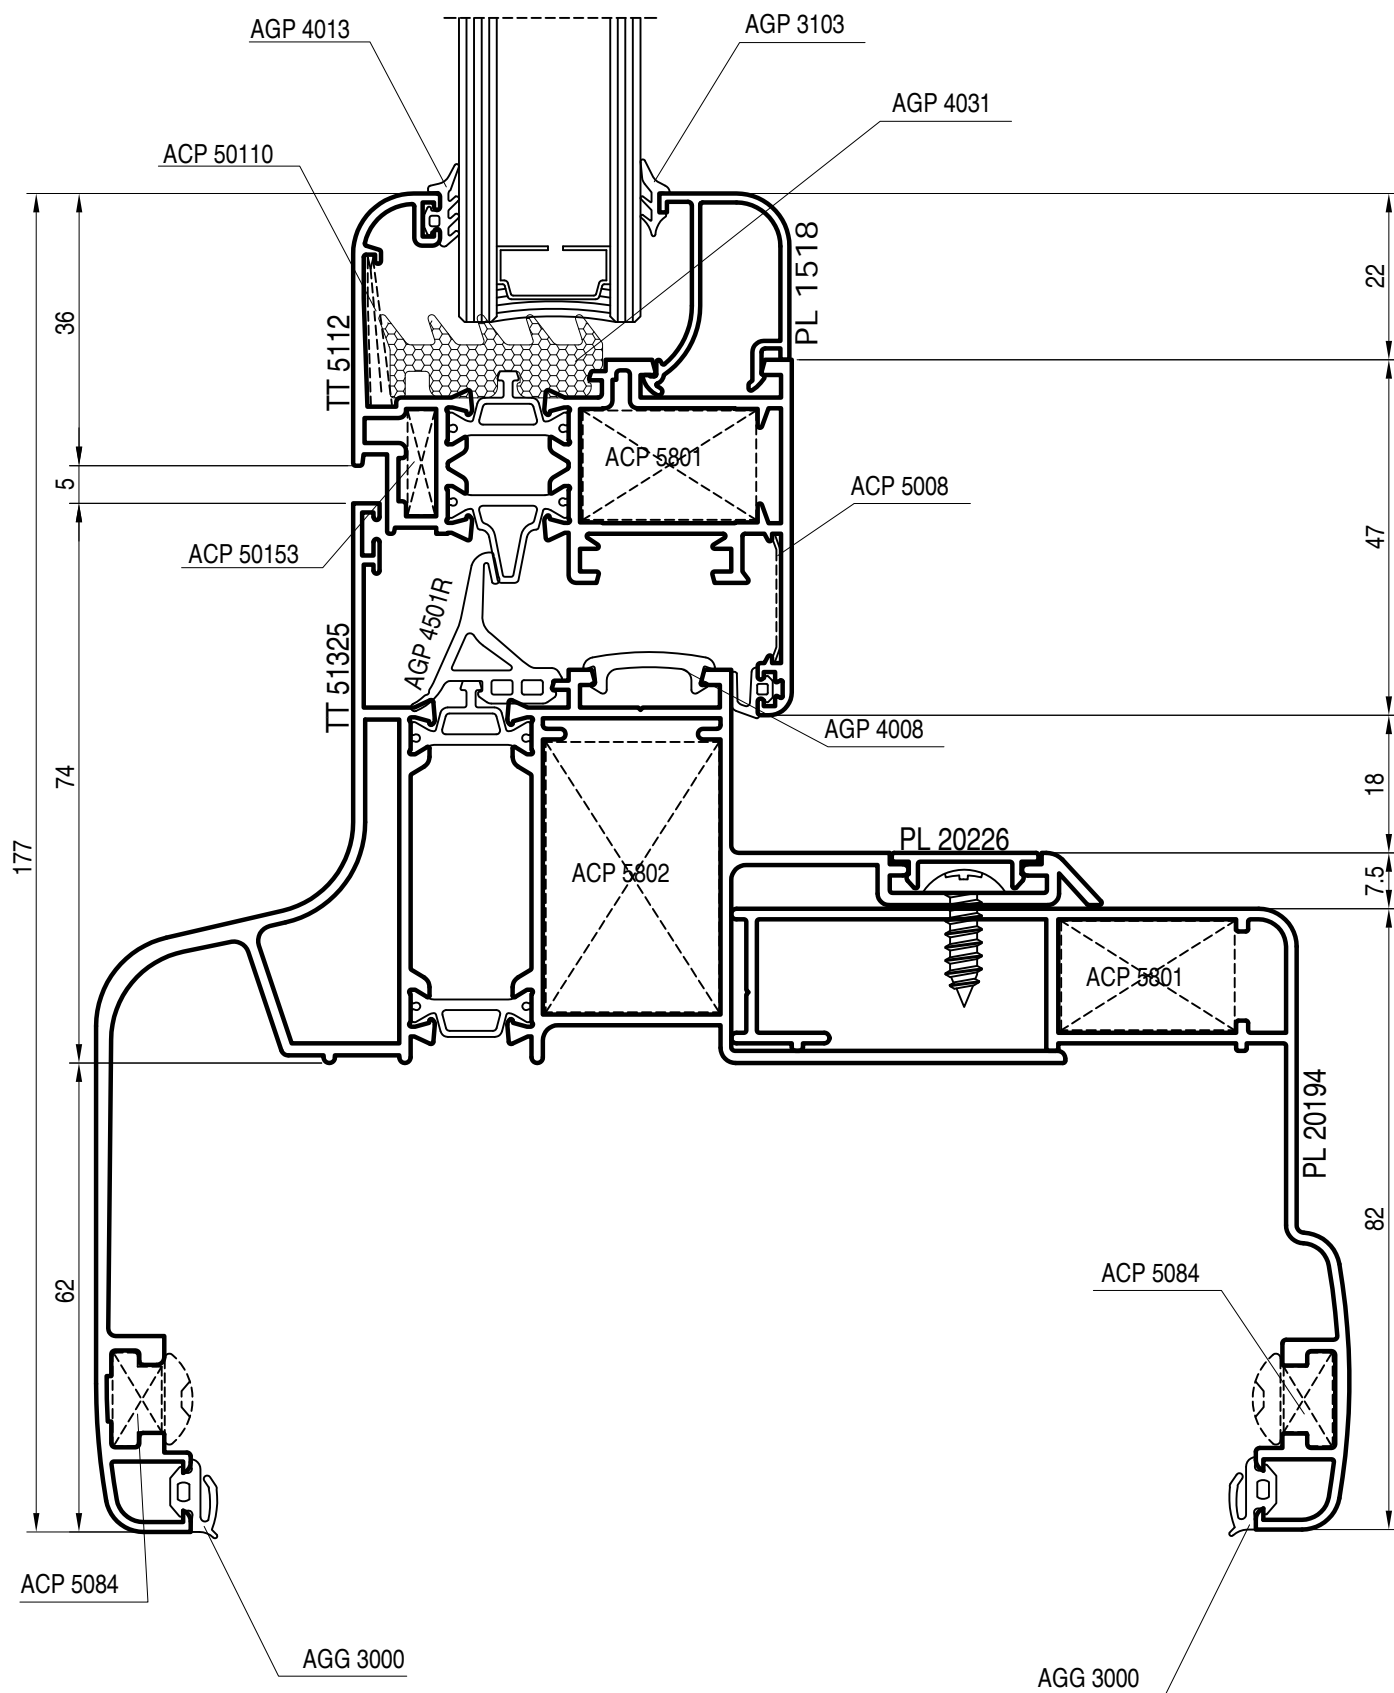 AGP 4013
AGP 3103
AGP 4031
ACP 50110
PL 1518
22
36
TT 5112
ACP 5801
ACP 5008
5
47
ACP 50153
AGP 4501R
TT 51325
AGP 4008
74
18
177
PL 20226
ACP 5802
7.5
ACP 5801
PL 20194
82
62
ACP 5084
ACP 5084
AGG 3000
AGG 3000